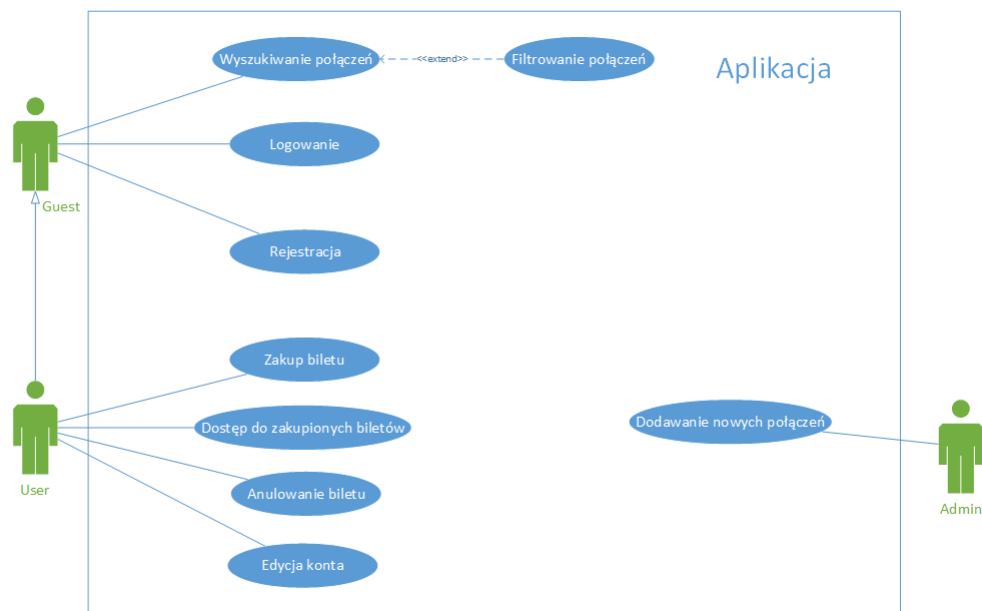 Wyszukiwanie połączeń
<<extend>>
Filtrowanie połączeń
Aplikacja
Logowanie
Guest
Rejestracja
Zakup biletu
Dostęp do zakupionych biletów
Dodawanie nowych połączeń
User
Anulowanie biletu
Admin
Edycja konta